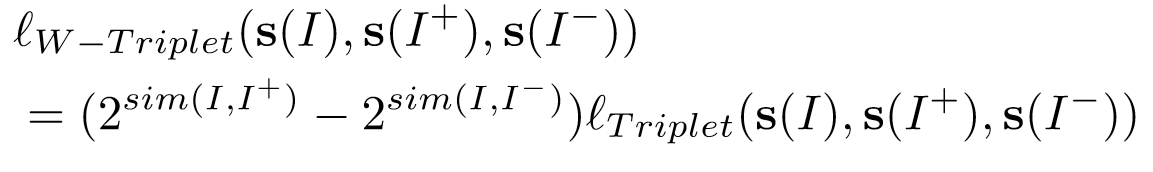 ℓ_{W-Triplet}(s(I), s(I^+), s(I^-))
= (2^{sim(I,I^+)} − 2^{sim(I,I^-)})ℓ_{Triplet}(s(I), s(I^+), s(I^-))